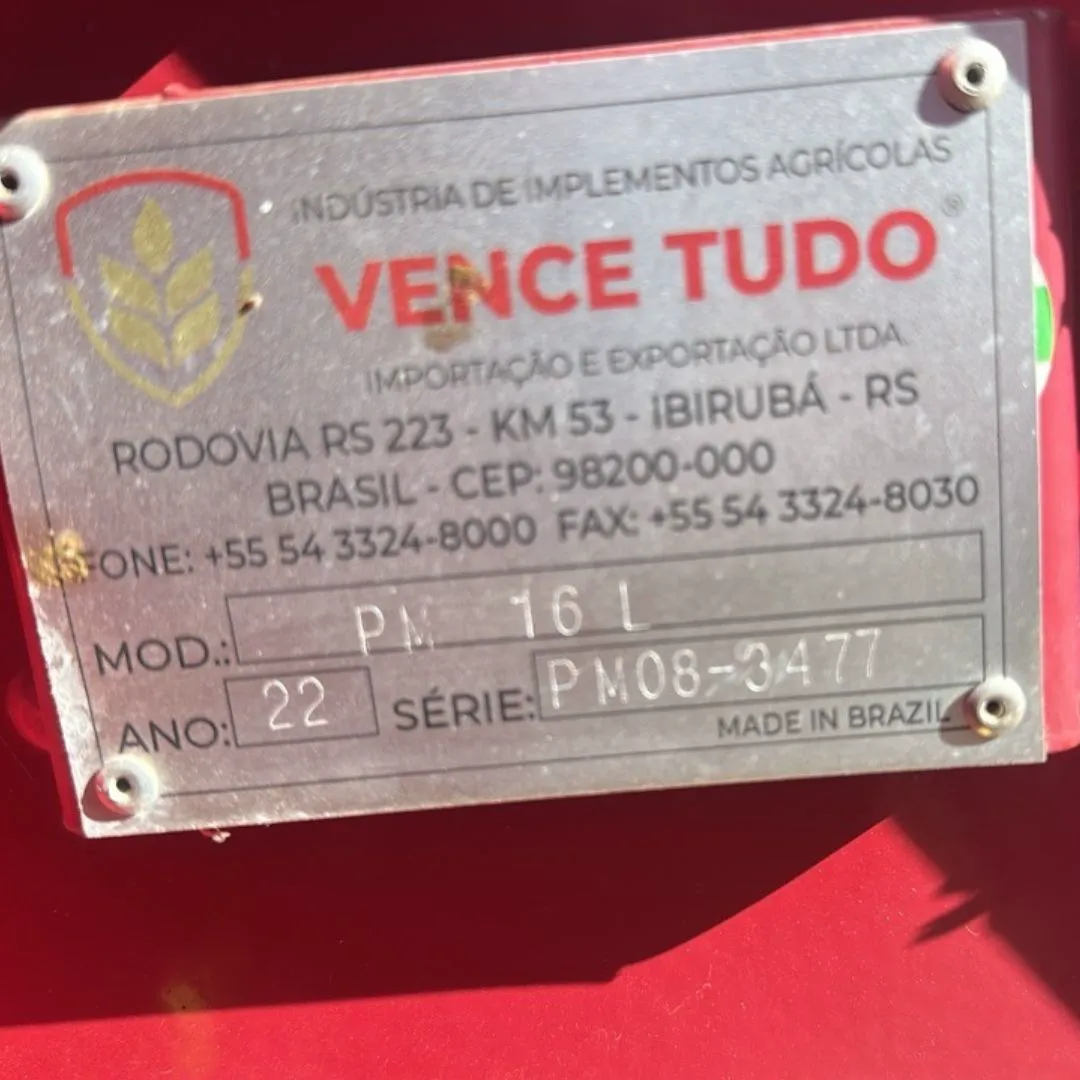 INDÚSTRIA DE IMPLEMENTOS AGRÍCOLAS
VENCE TUDO®
IMPORTAÇÃO E EXPORTAÇÃO LTDA.
RODOVIA RS 223 - KM 53 - IBIRUBÁ - RS
BRASIL - CEP: 98200-000
FONE: +55 54 3324-8000 FAX: +55 54 3324-8030
MOD.: PM 16 L
ANO: 22 SÉRIE: PM08-3477
MADE IN BRAZIL